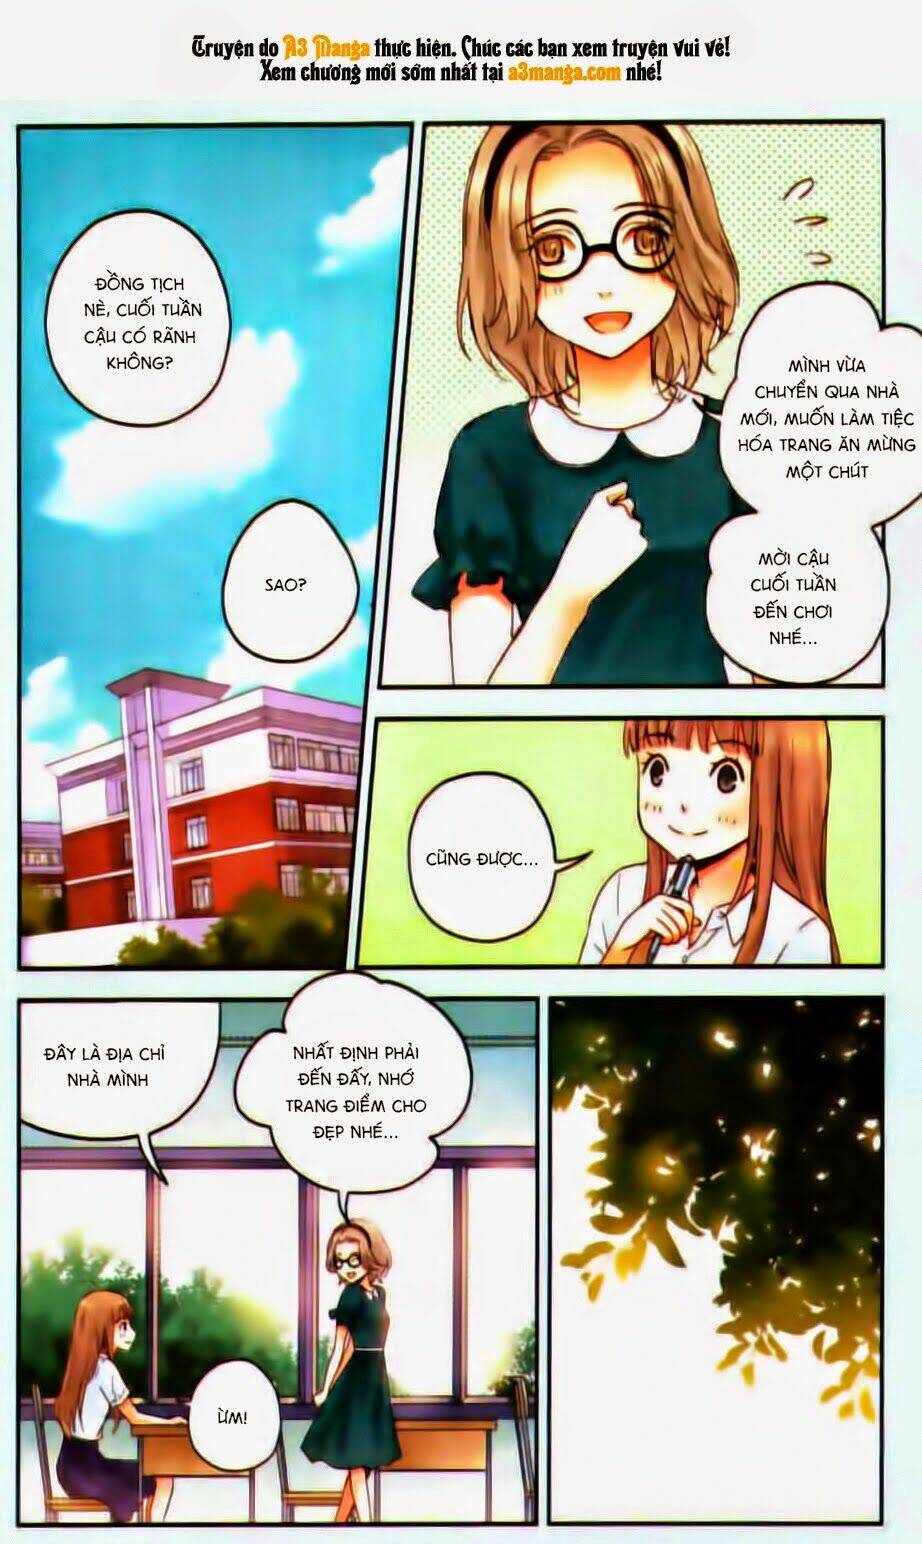 Truyện do A3 Manga thực hiện. Chúc các bạn xem truyện vui vẻ!
Xem chương mới sớm nhất tại a3manga.com nhé!
ĐỒNG TỊCH
NÈ, CUỐI TUẦN
CẬU CÓ RÃNH
KHÔNG?
SAO?
MÌNH VỪA
CHUYỂN QUA NHÀ
MỚI, MUỐN LÀM TIỆC
HÓA TRANG ĂN MỪNG
MỘT CHÚT
MỜI CẬU
CUỐI TUẦN
ĐẾN CHƠI
NHÉ...
CŨNG ĐƯỢC...
ĐÂY LÀ ĐỊA CHỈ
NHÀ MÌNH
NHẤT ĐỊNH PHẢI
ĐẾN ĐẤY, NHỚ
TRANG ĐIỂM CHO
ĐẸP NHÉ...
ỪM!